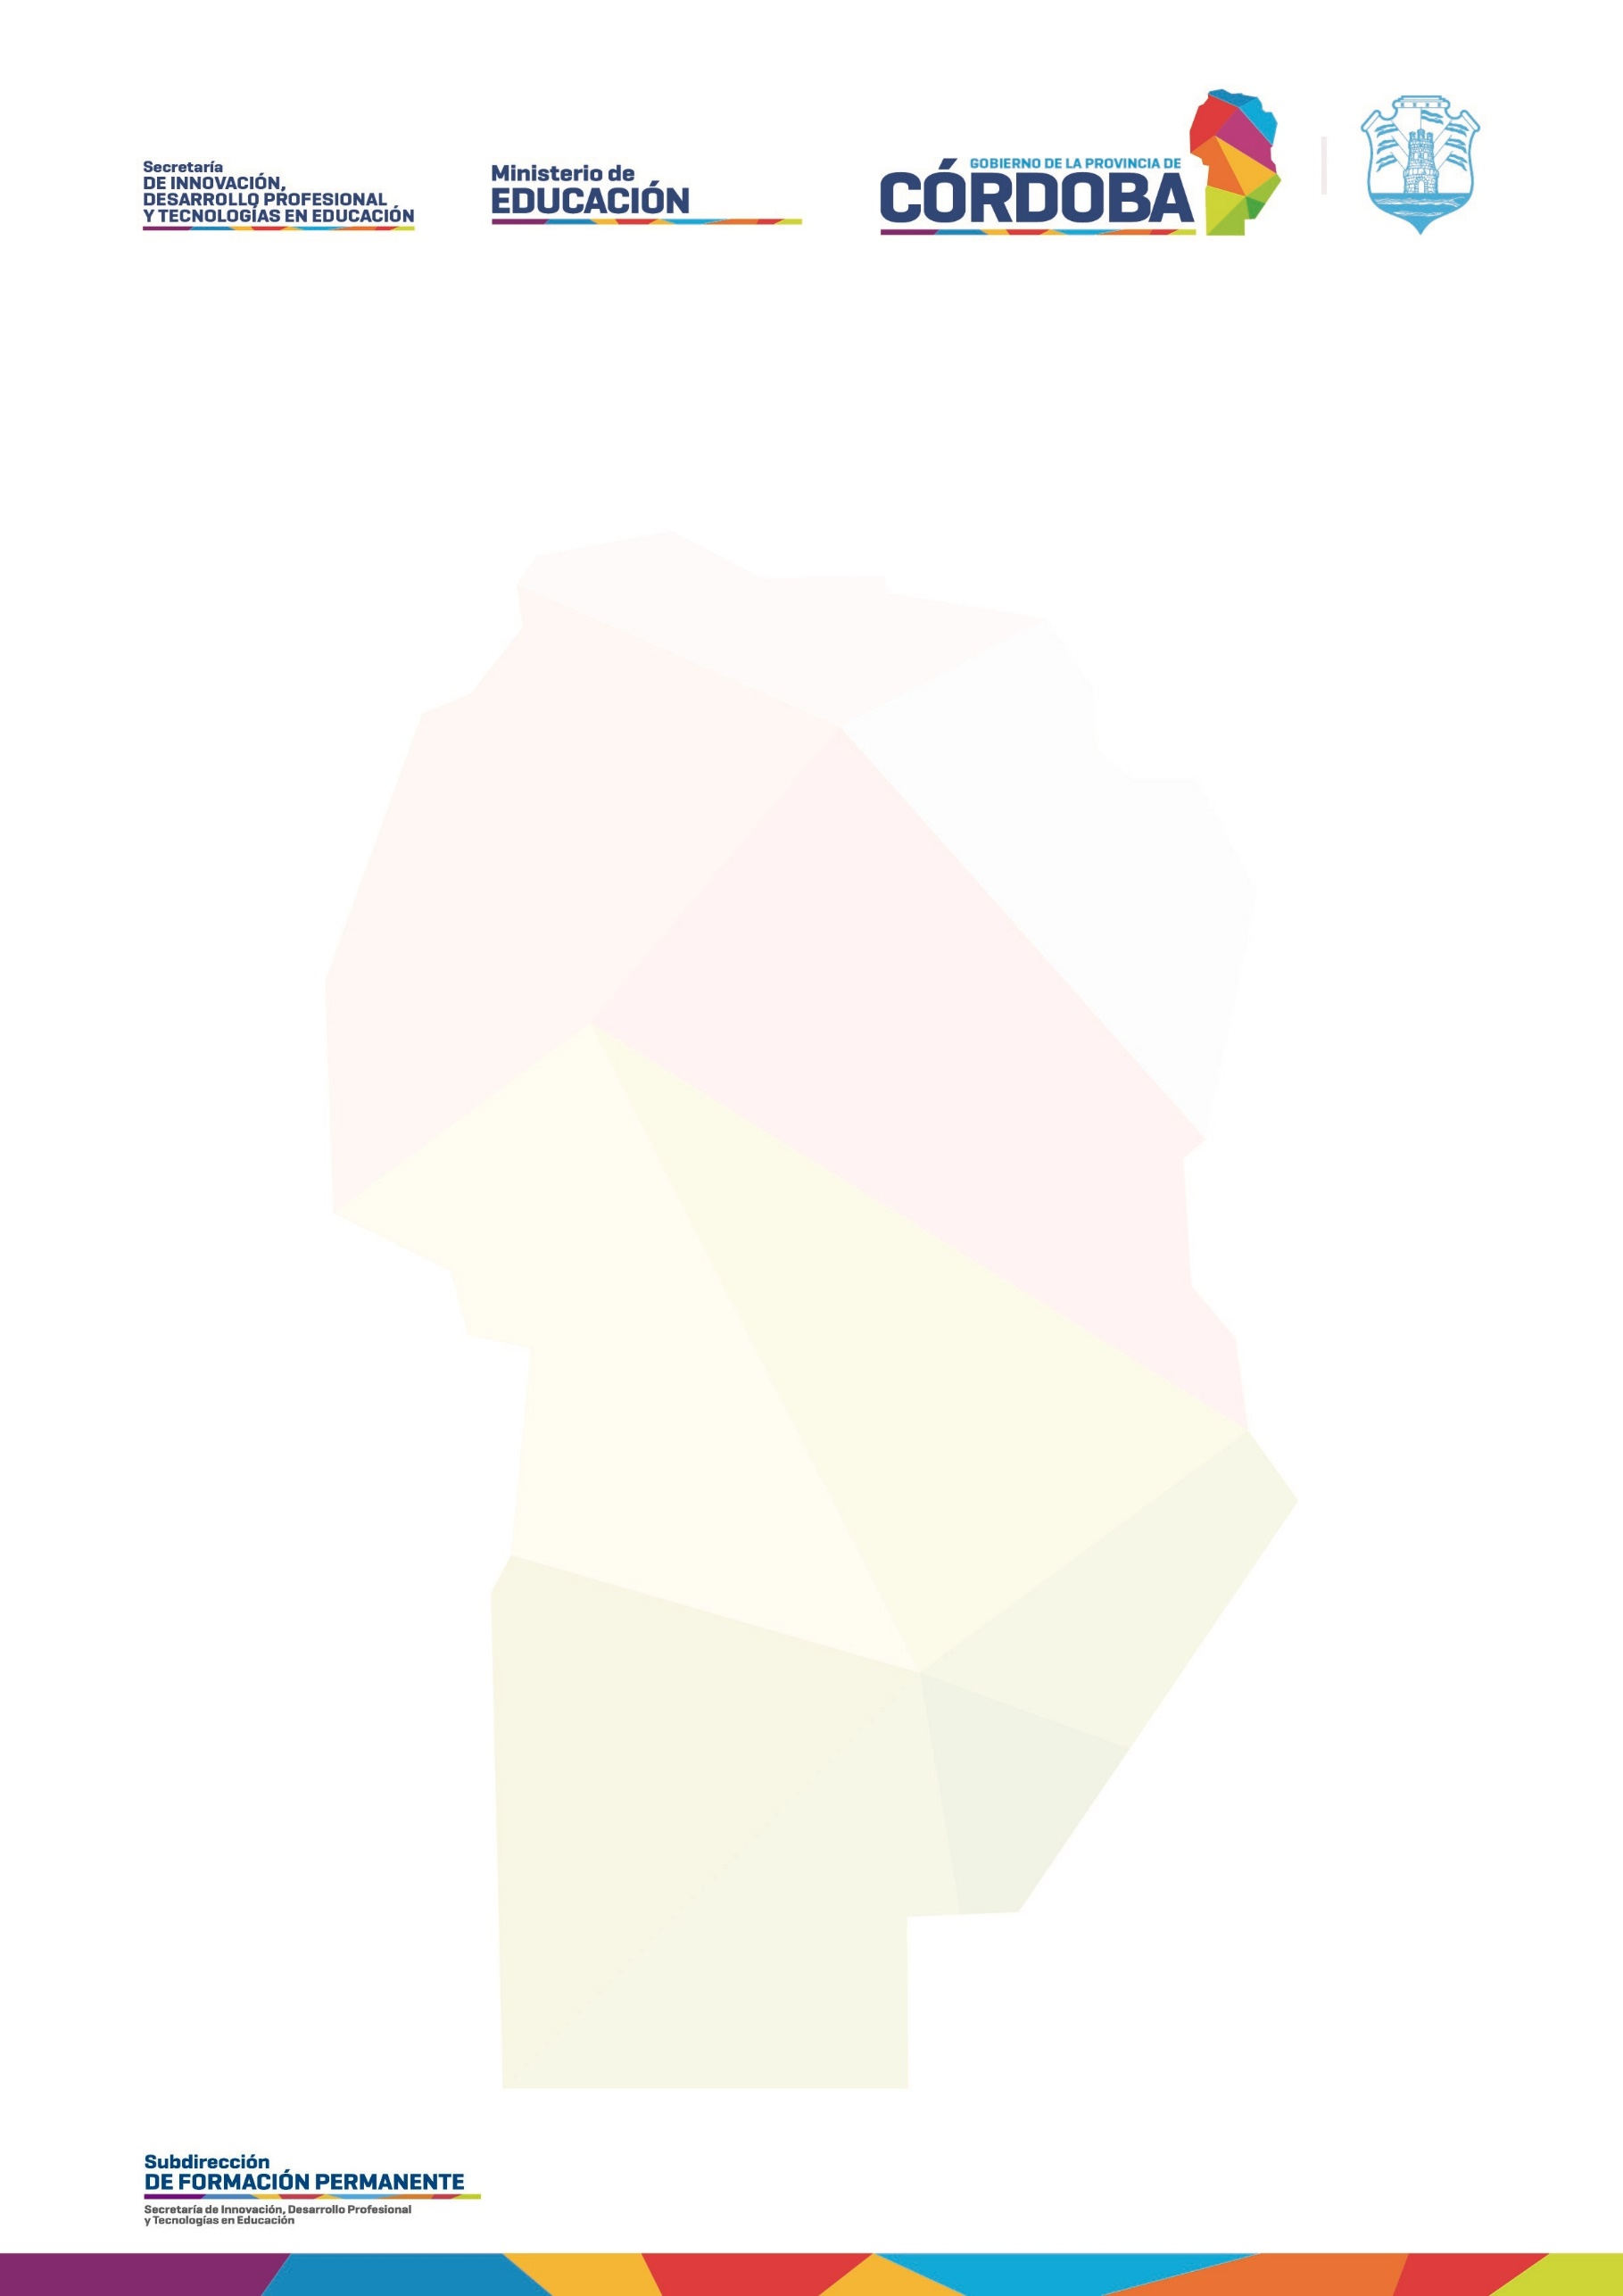 Secretaría
DE INNOVACIÓN,
DESARROLLO PROFESIONAL
Y TECNOLOGÍAS EN EDUCACIÓN
Ministerio de
EDUCACIÓN
GOBIERNO DE LA PROVINCIA DE
CÓRDOBA
Subdirección
DE FORMACIÓN PERMANENTE
Secretaría de Innovación, Desarrollo Profesional
y Tecnologías en Educación